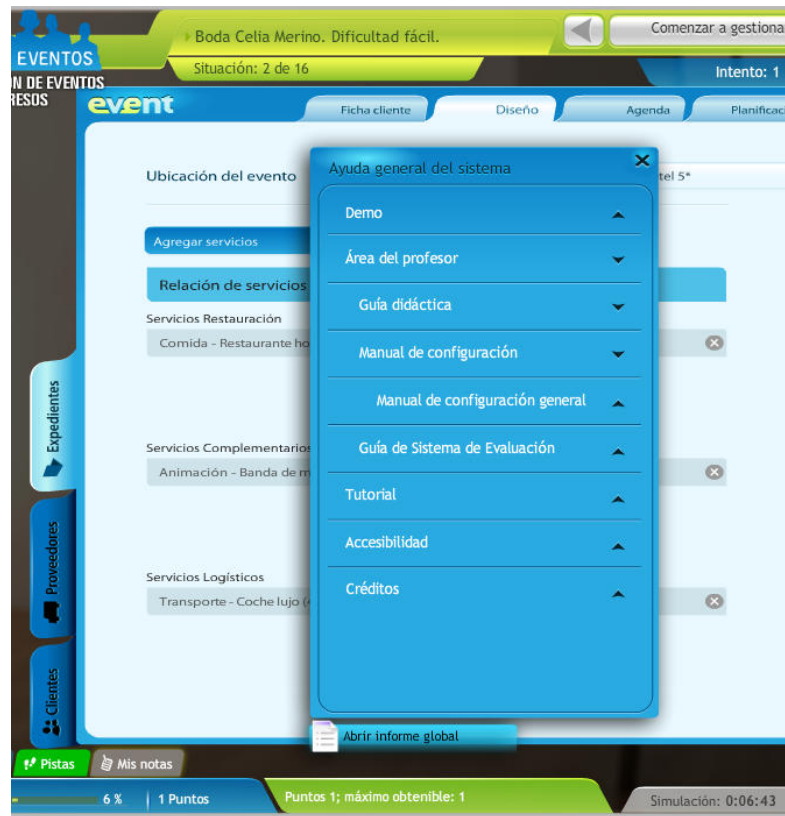 EVENTOS
N DE EVENTOS
RESOS
Boda Celia Merino. Dificultad fácil.
Comenzar a gestiona
Situación: 2 de 16
Intento: 1
event
Ficha cliente
Diseño
Agenda
Planificac
Ubicación del evento
tel 5*
Ayuda general del sistema
Demo
Área del profesor
Guía didáctica
Manual de configuración
Manual de configuración general
Guía de Sistema de Evaluación
Tutorial
Accesibilidad
Créditos
Agregar servicios
Relación de servicios
Servicios Restauración
Comida - Restaurante ho
Servicios Complementarios
Animación - Banda de m
Servicios Logísticos
Transporte - Coche lujo (4
Expedientes
Proveedores
Clientes
Abrir informe global
Pistas
Mis notas
6 %
1 Puntos
Puntos 1; máximo obtenible: 1
Simulación: 0:06:43